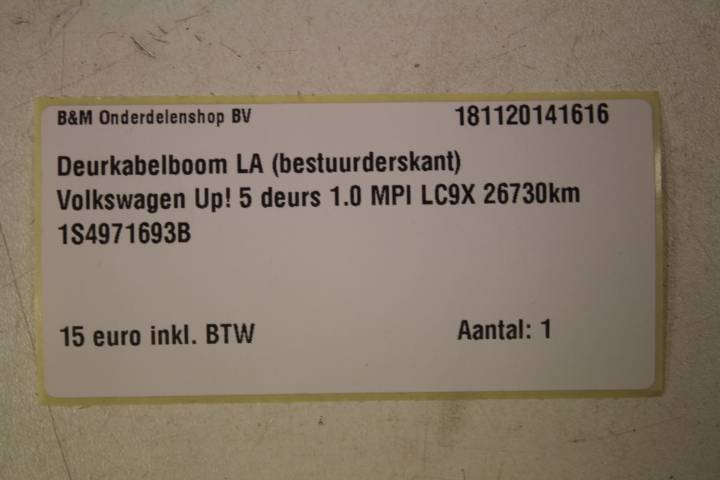 B&M Onderdelenshop BV 181120141616
Deurkabelboom LA (bestuurderskant)
Volkswagen Up! 5 deurs 1.0 MPI LC9X 26730km
1S4971693B
15 euro inkl. BTW Aantal: 1